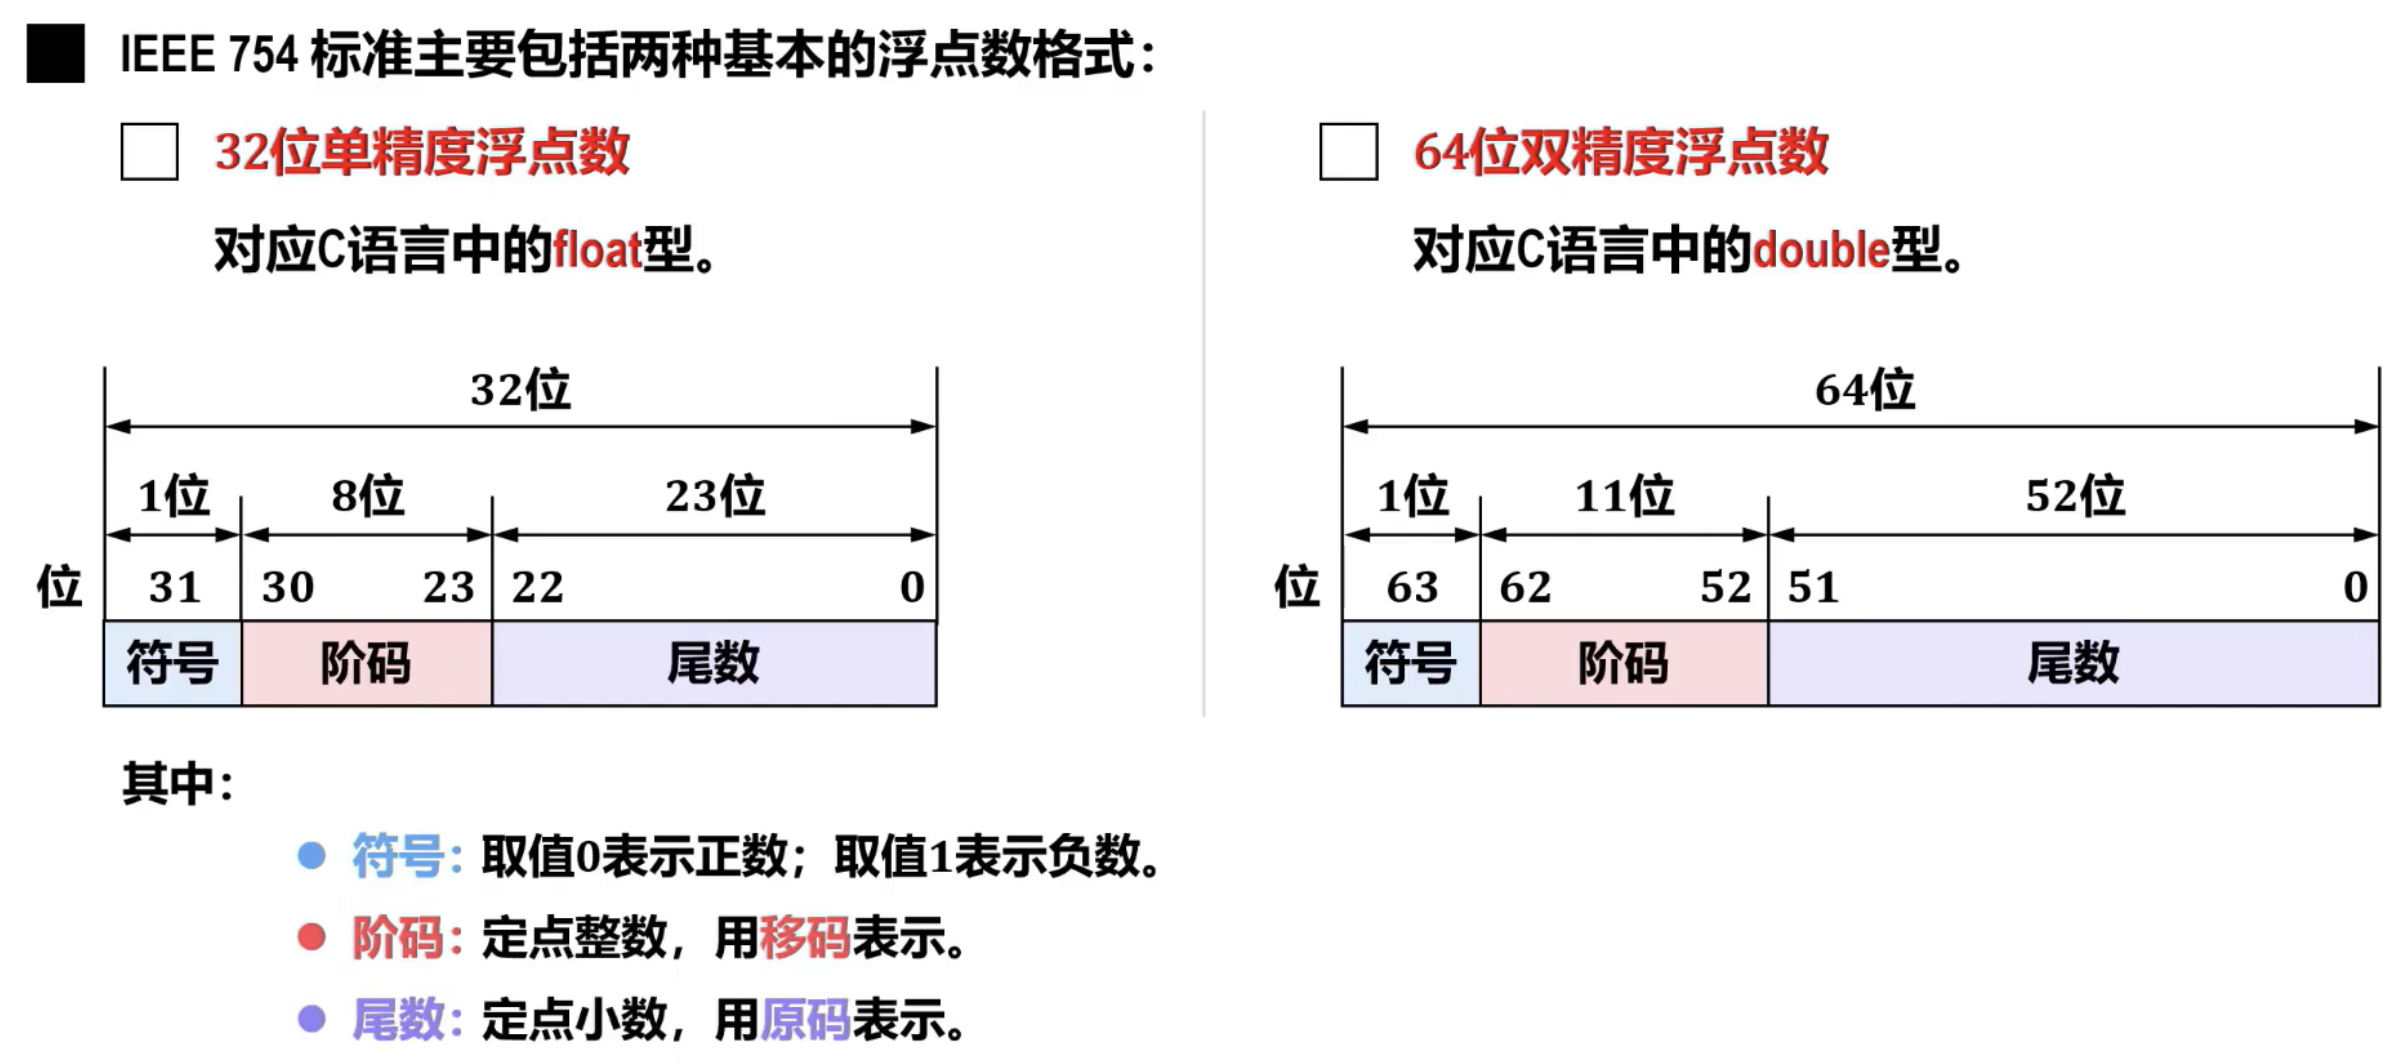 IEEE 754 标准主要包括两种基本的浮点数格式：
32位单精度浮点数
对应C语言中的float型。
32位
1位 8位 23位
位 31 30 23 22 0
符号 阶码 尾数
64位双精度浮点数
对应C语言中的double型。
64位
1位 11位 52位
位 63 62 52 51 0
符号 阶码 尾数
其中：
符号：取值0表示正数；取值1表示负数。
阶码：定点整数，用移码表示。
尾数：定点小数，用原码表示。